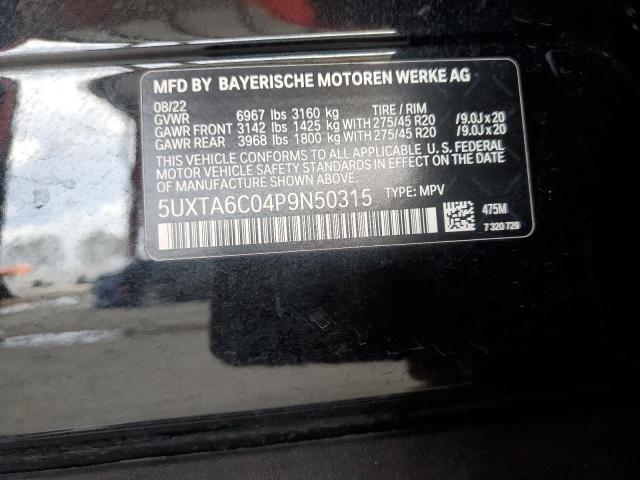 MFD BY BAYERISCHE MOTOREN WERKE AG
08/22
GVWR 6967 lbs 3160 kg TIRE / RIM
GAWR FRONT 3142 lbs 1425 kg WITH 275/45 R20 /9.0J x 20
GAWR REAR 3968 lbs 1800 kg WITH 275/45 R20 /9.0J x 20
THIS VEHICLE CONFORMS TO ALL APPLICABLE U. S. FEDERAL
MOTOR VEHICLE SAFETY STANDARDS IN EFFECT ON THE
DATE OF MANUFACTURE SHOWN ABOVE.
5UXTA6C04P9N50315 TYPE: MPV
475M
7 320 729